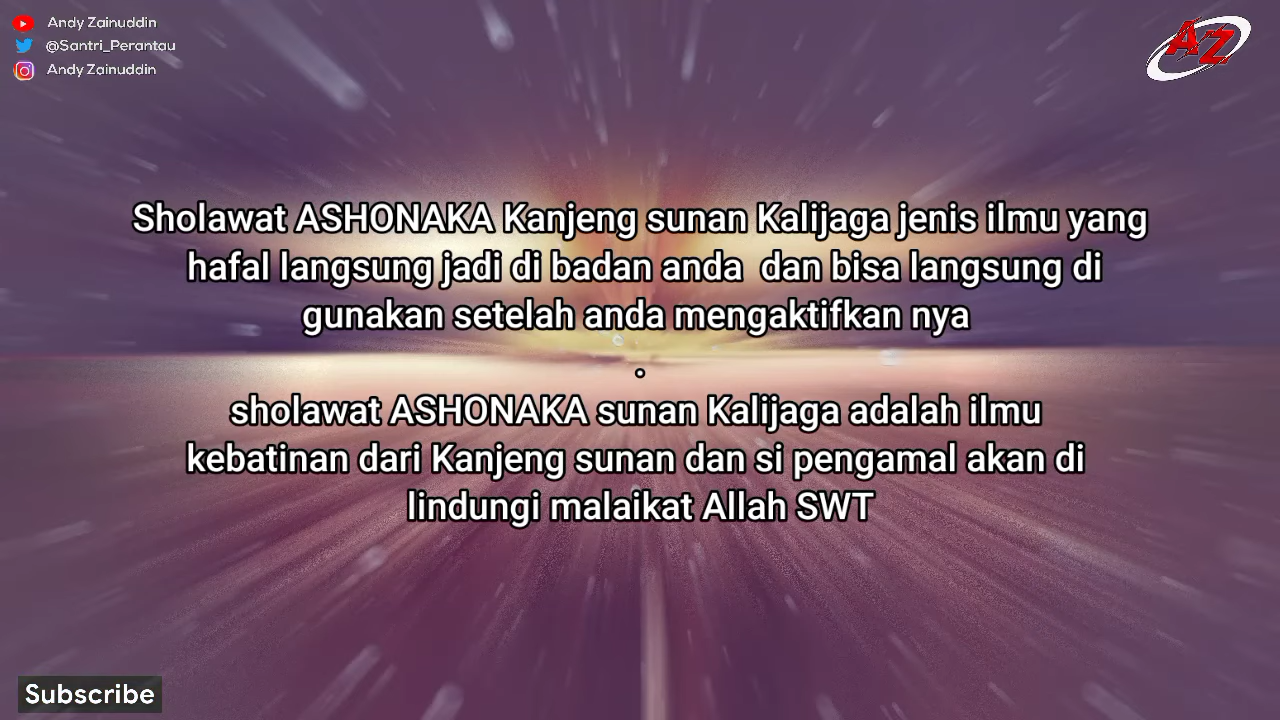 Andy Zainuddin
@Santri_Perantau
Andy Zainuddin
AZ
Sholawat ASHONAKA Kanjeng sunan Kalijaga jenis ilmu yang
hafal langsung jadi di badan anda  dan bisa langsung di
gunakan setelah anda mengaktifkan nya
.
sholawat ASHONAKA sunan Kalijaga adalah ilmu
kebatinan dari Kanjeng sunan dan si pengamal akan di
lindungi malaikat Allah SWT
Subscribe